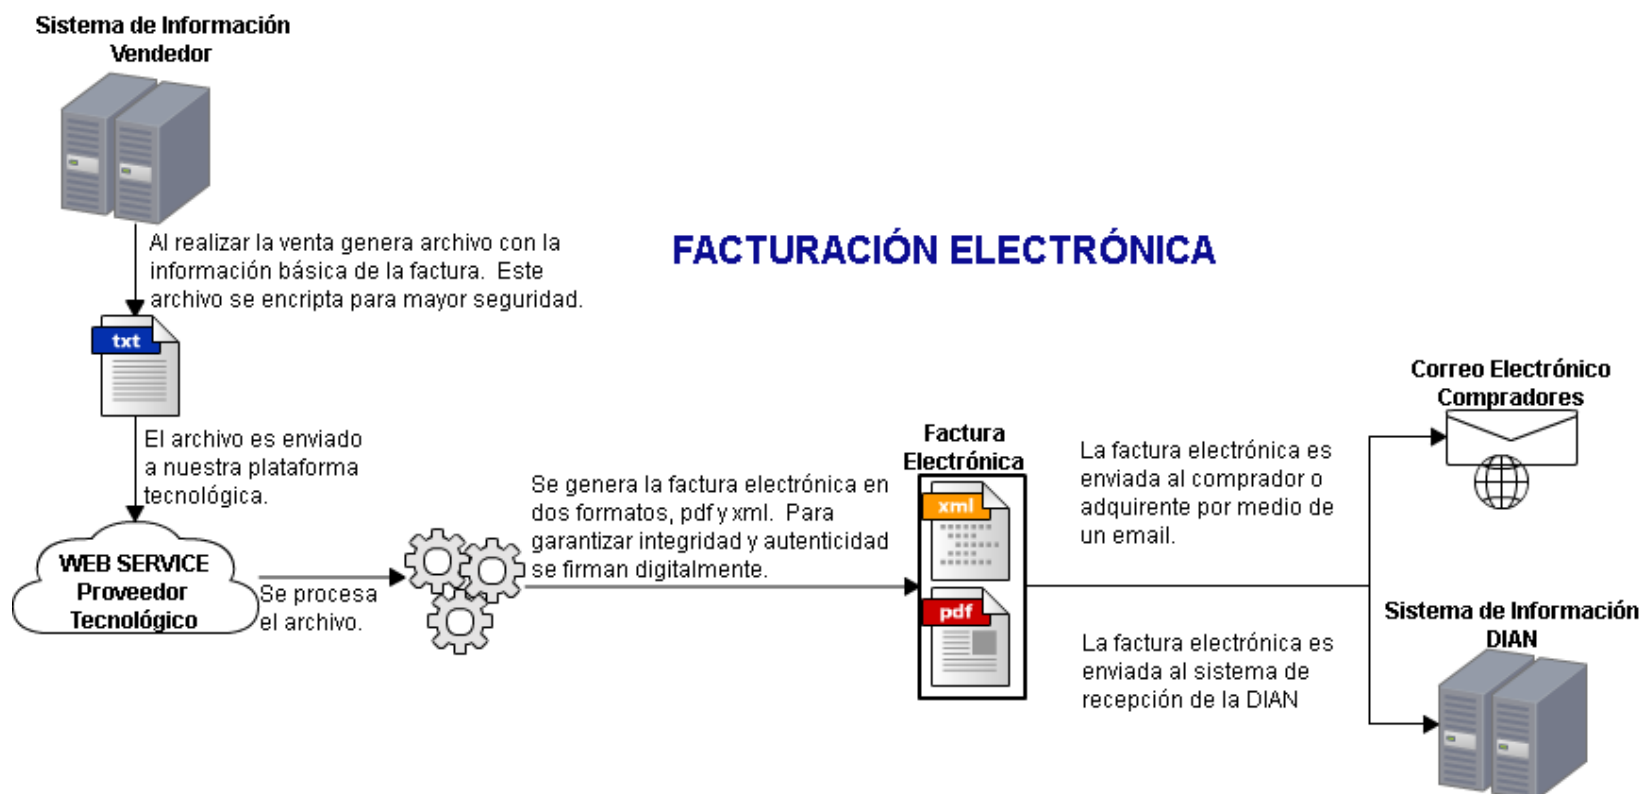 Sistema de Información
Vendedor
Al realizar la venta genera archivo con la
información básica de la factura.  Este
archivo se encripta para mayor seguridad.
FACTURACIÓN ELECTRÓNICA
txt
El archivo es enviado
a nuestra plataforma
tecnológica.
WEB SERVICE
Proveedor
Tecnológico
Se procesa
el archivo.
Se genera la factura electrónica en
dos formatos, pdf y xml.  Para
garantizar integridad y autenticidad
se firman digitalmente.
Factura
Electrónica
xml
pdf
La factura electrónica es
enviada al comprador o
adquirente por medio de
un email.
Correo Electrónico
Compradores
La factura electrónica es
enviada al sistema de
recepción de la DIAN
Sistema de Información
DIAN